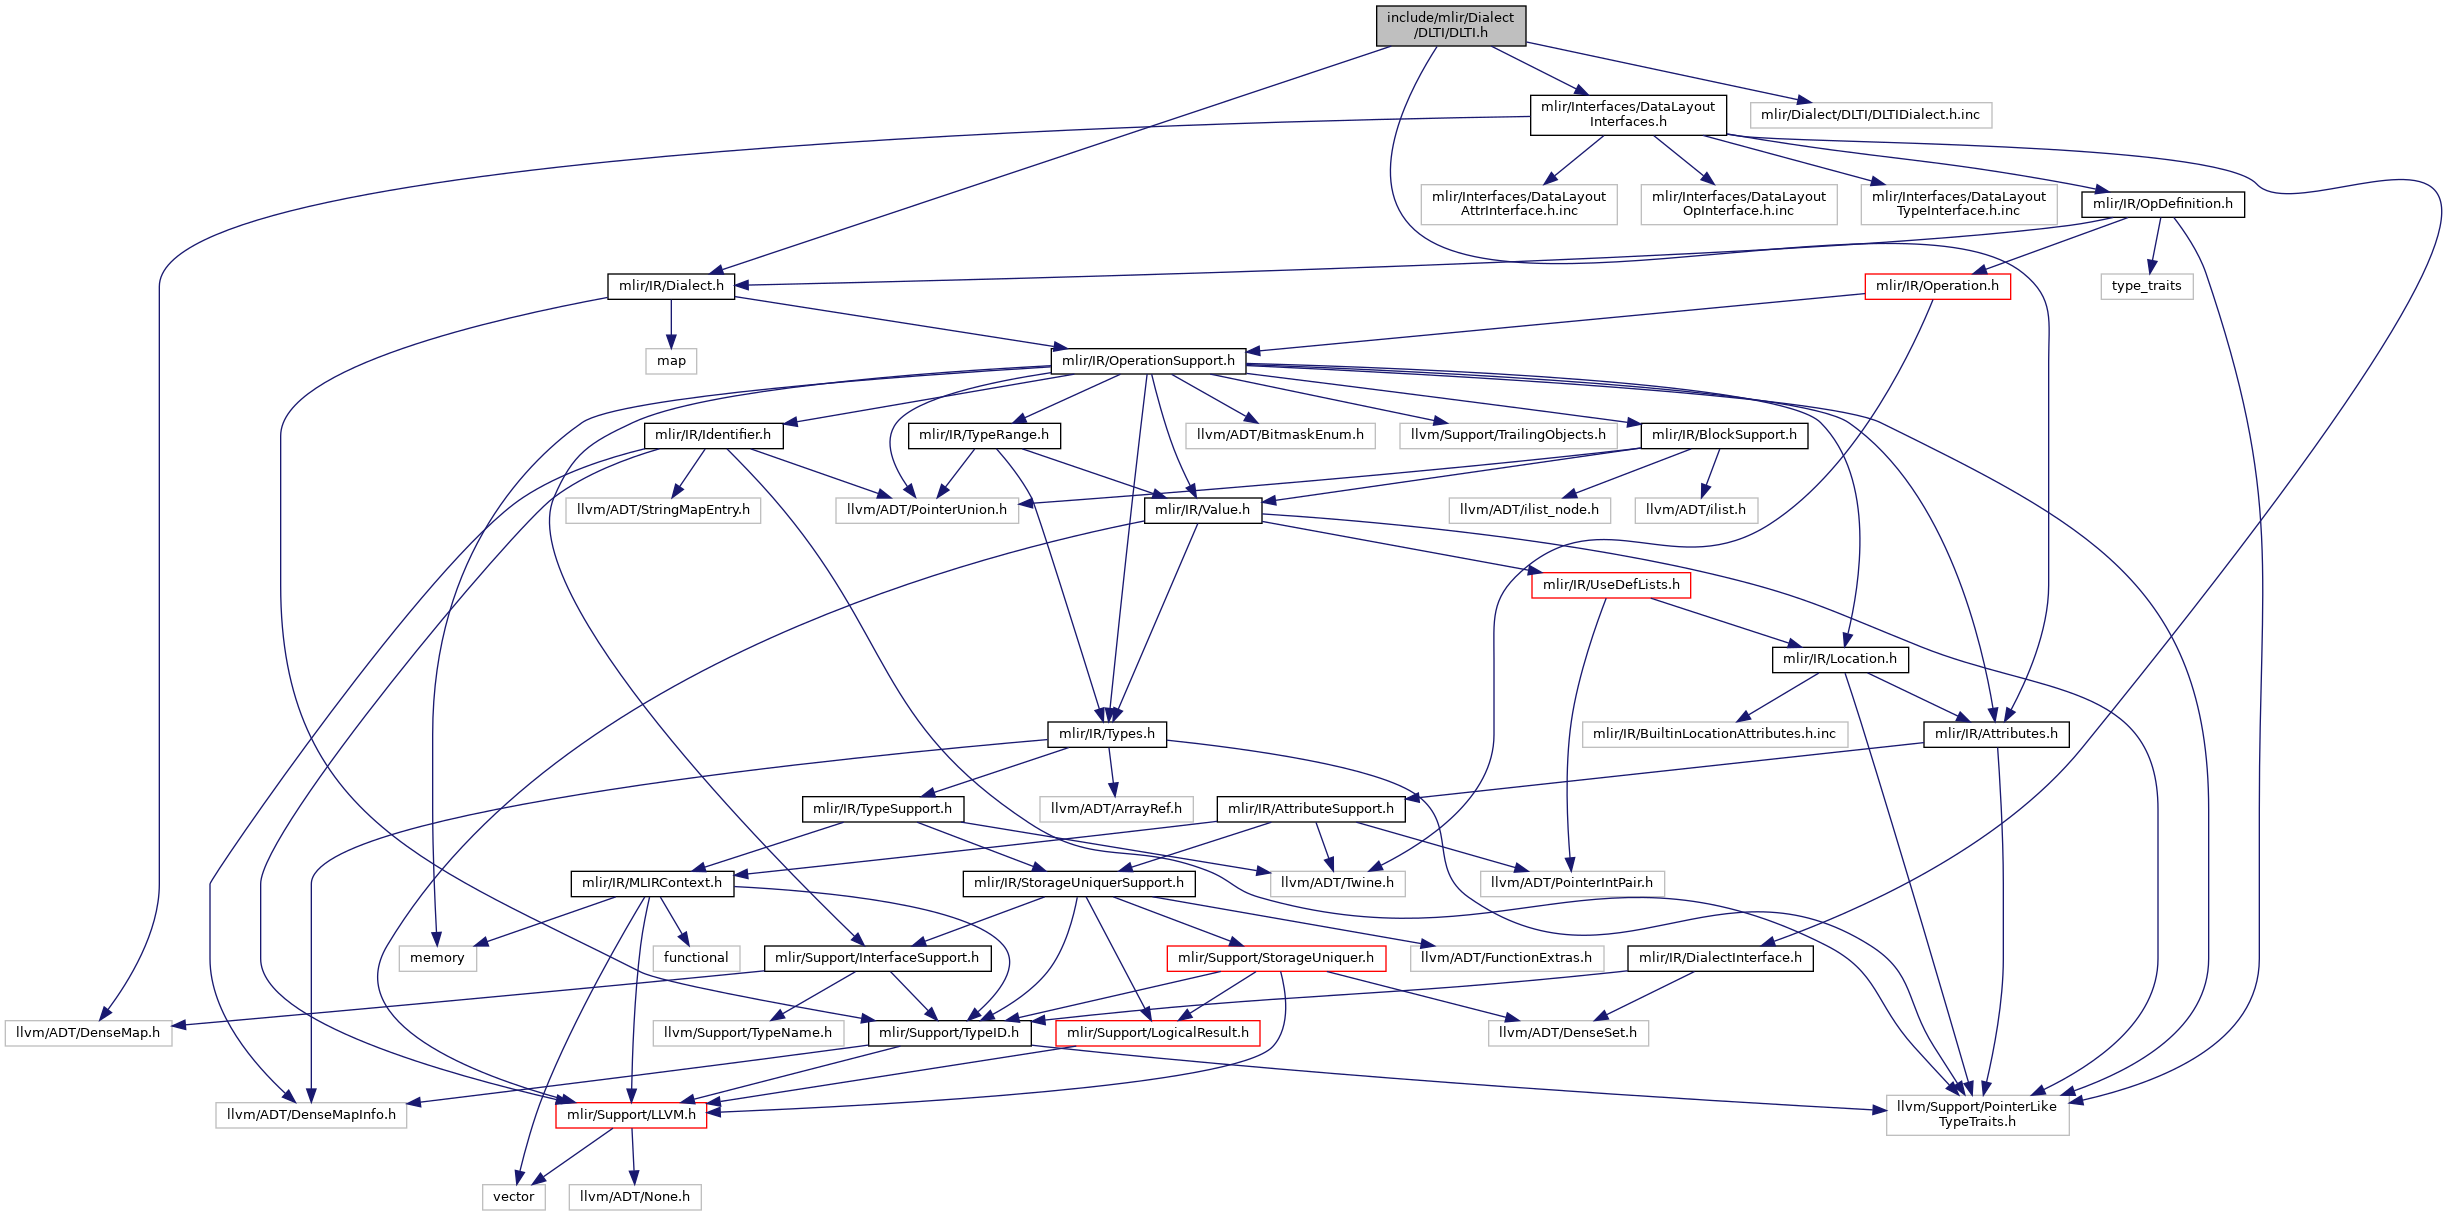 include/mlir/Dialect
/DLTI/DLTI.h
mlir/Interfaces/DataLayout
Interfaces.h
mlir/Dialect/DLTI/DLTIDialect.h.inc
mlir/Interfaces/DataLayout
AttrInterface.h.inc
mlir/Interfaces/DataLayout
OpInterface.h.inc
mlir/Interfaces/DataLayout
TypeInterface.h.inc
mlir/IR/OpDefinition.h
mlir/IR/Dialect.h
mlir/IR/Operation.h
type_traits
map
mlir/IR/OperationSupport.h
mlir/IR/Identifier.h
mlir/IR/TypeRange.h
llvm/ADT/BitmaskEnum.h
llvm/Support/TrailingObjects.h
mlir/IR/BlockSupport.h
llvm/ADT/StringMapEntry.h
llvm/ADT/PointerUnion.h
mlir/IR/Value.h
llvm/ADT/ilist_node.h
llvm/ADT/ilist.h
mlir/IR/UseDefLists.h
mlir/IR/Location.h
mlir/IR/Types.h
mlir/IR/BuiltinLocationAttributes.h.inc
mlir/IR/Attributes.h
mlir/IR/TypeSupport.h
llvm/ADT/ArrayRef.h
mlir/IR/AttributeSupport.h
mlir/IR/MLIRContext.h
mlir/IR/StorageUniquerSupport.h
llvm/ADT/Twine.h
llvm/ADT/PointerIntPair.h
memory
functional
mlir/Support/InterfaceSupport.h
mlir/Support/StorageUniquer.h
llvm/ADT/FunctionExtras.h
mlir/IR/DialectInterface.h
llvm/ADT/DenseMap.h
llvm/Support/TypeName.h
mlir/Support/TypeID.h
mlir/Support/LogicalResult.h
llvm/ADT/DenseSet.h
llvm/ADT/DenseMapInfo.h
mlir/Support/LLVM.h
llvm/Support/PointerLike
TypeTraits.h
vector
llvm/ADT/None.h